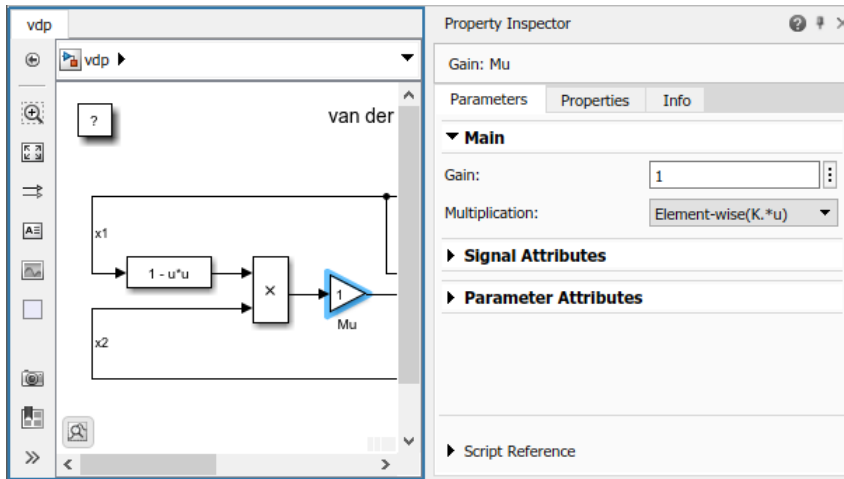 vdp
vdp
?
van der
x1
1 - u*u
×
1
Mu
x2
Property Inspector
Gain: Mu
Parameters Properties Info
Main
Gain: 1
Multiplication: Element-wise(K.*u)
Signal Attributes
Parameter Attributes
Script Reference